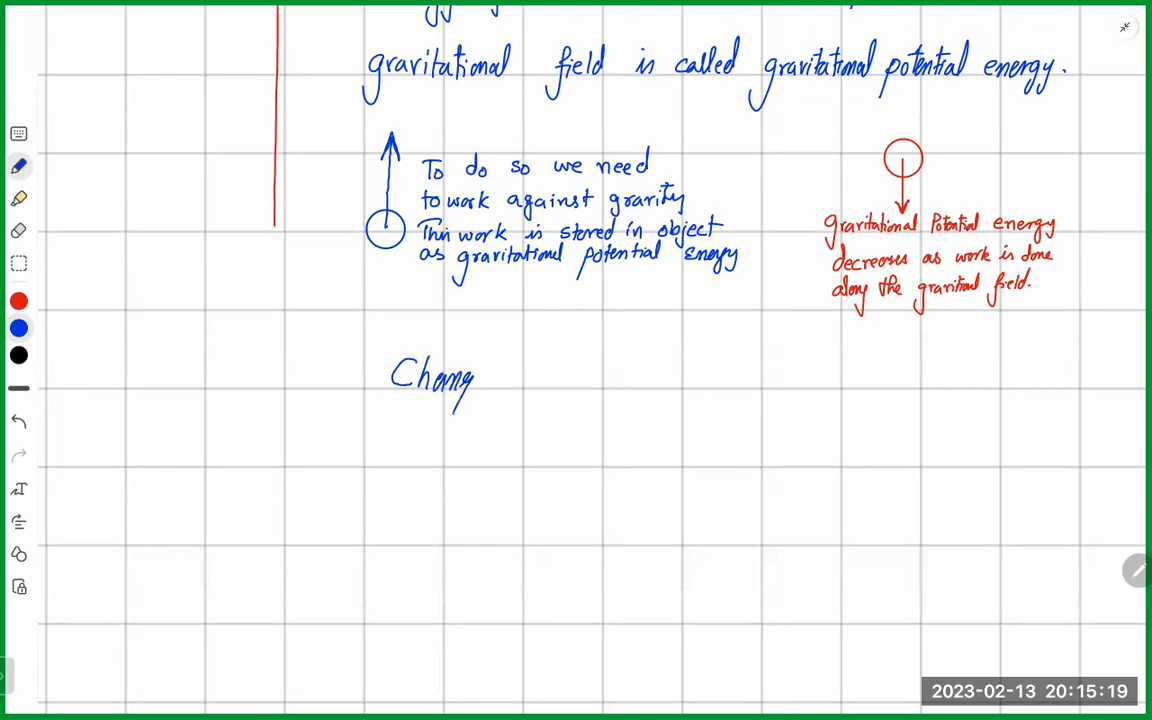 gravitational field is called gravitational potential energy.
To do so we need
to work against gravity
This work is stored in object
as gravitational potential energy
gravitational Potential energy
decreases as work is done
along the gravitional field.
Chang
2023-02-13 20:15:19